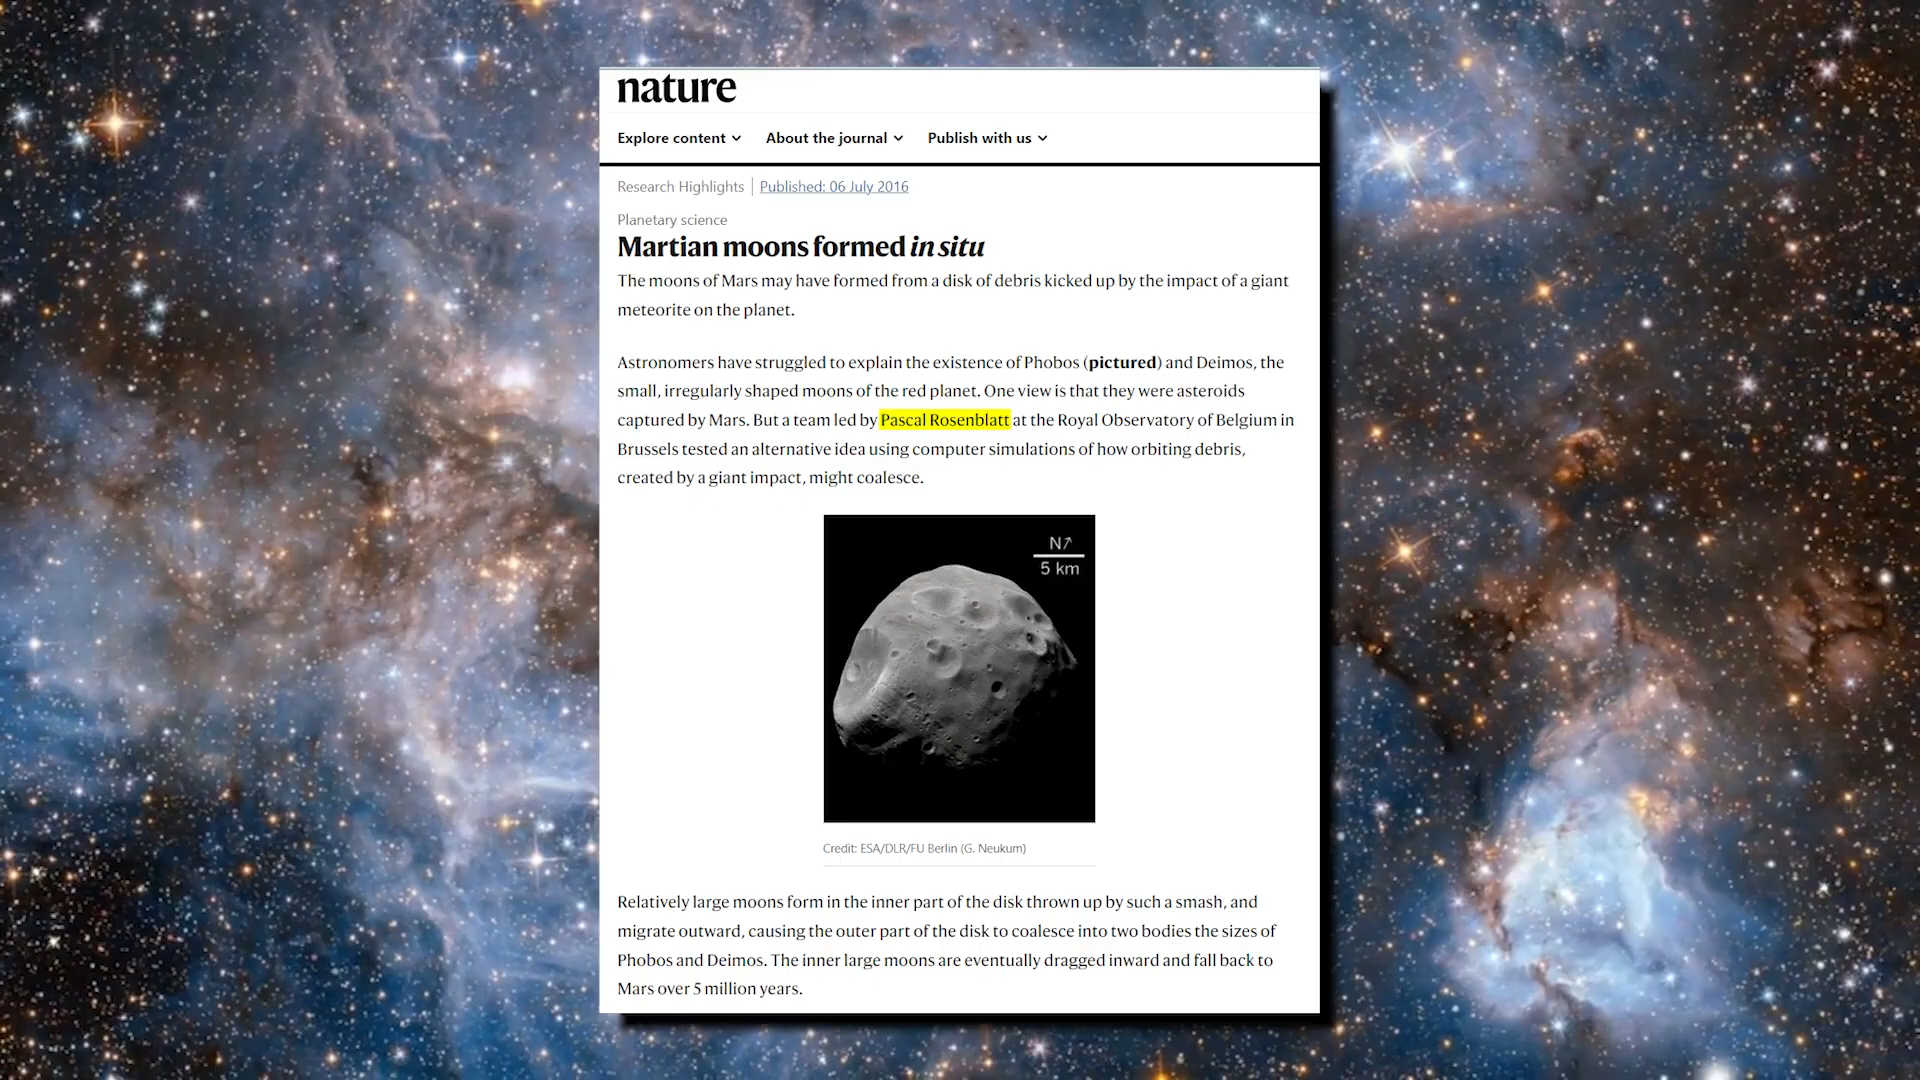 nature
Explore content About the journal Publish with us
Research Highlights | Published: 06 July 2016
Planetary science
Martian moons formed in situ
The moons of Mars may have formed from a disk of debris kicked up by the impact of a giant
meteorite on the planet.
Astronomers have struggled to explain the existence of Phobos (pictured) and Deimos, the
small, irregularly shaped moons of the red planet. One view is that they were asteroids
captured by Mars. But a team led by Pascal Rosenblatt at the Royal Observatory of Belgium in
Brussels tested an alternative idea using computer simulations of how orbiting debris,
created by a giant impact, might coalesce.
N↗
5 km
Credit: ESA/DLR/FU Berlin (G. Neukum)
Relatively large moons form in the inner part of the disk thrown up by such a smash, and
migrate outward, causing the outer part of the disk to coalesce into two bodies the sizes of
Phobos and Deimos. The inner large moons are eventually dragged inward and fall back to
Mars over 5 million years.